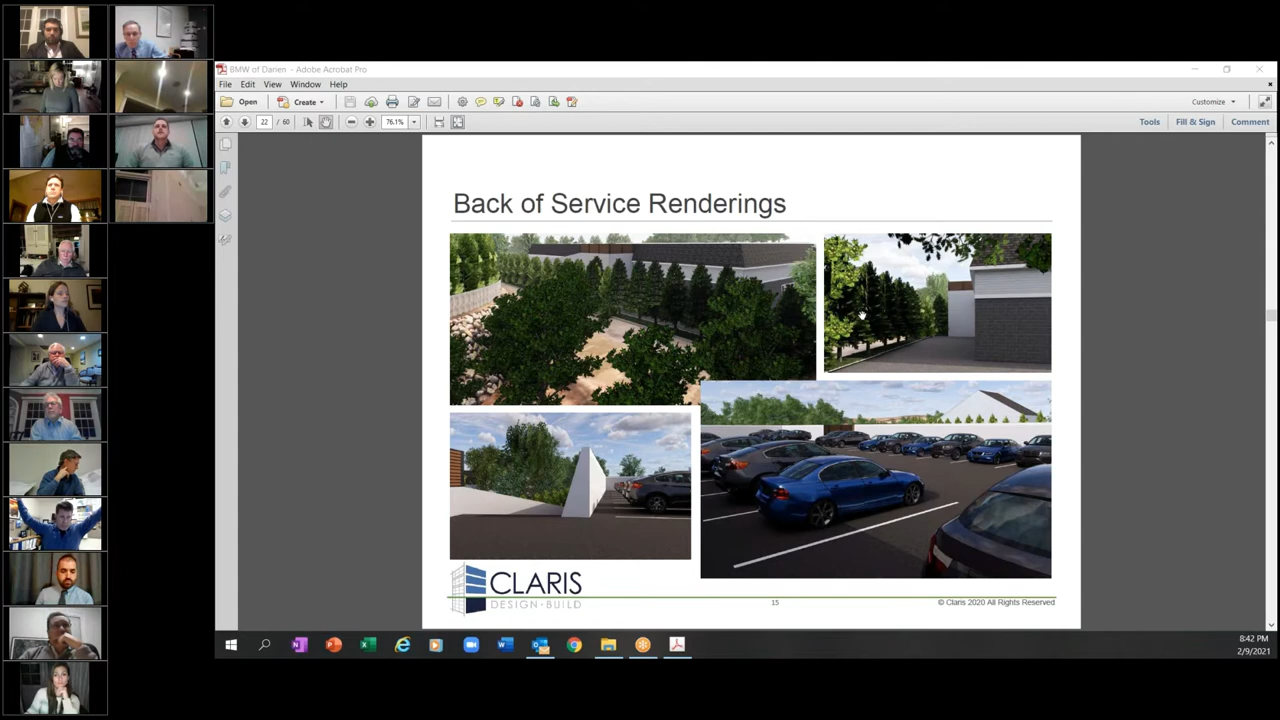 BMW of Darien - Adobe Acrobat Pro
File Edit View Window Help
Open Create Customize
22 / 60 76.1% Tools Fill & Sign Comment
Back of Service Renderings
CLARIS
DESIGN·BUILD
15
© Claris 2020 All Rights Reserved
8:42 PM
2/9/2021